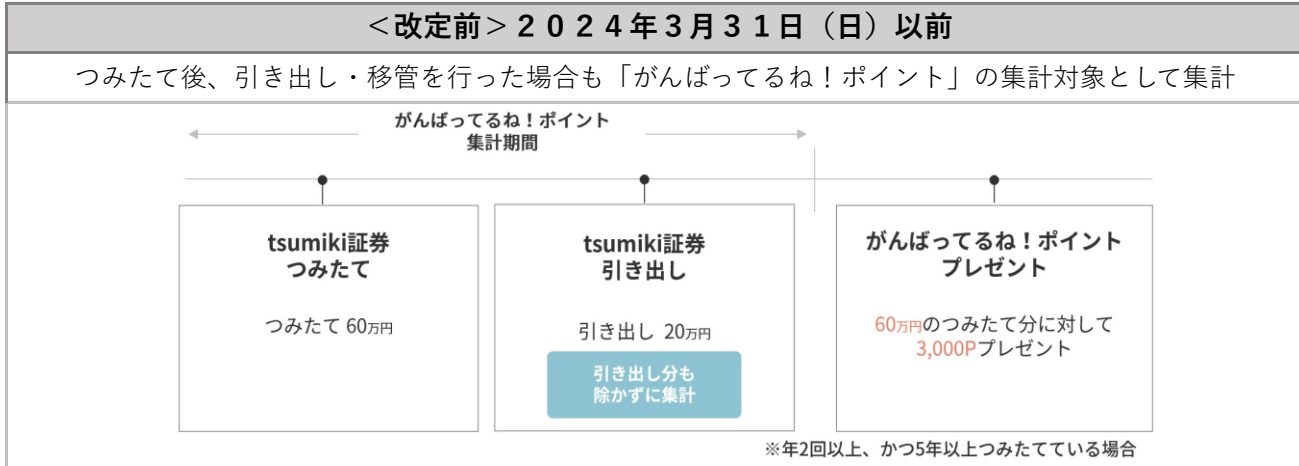 ＜改定前＞２０２４年３月３１日（日）以前
つみたて後、引き出し・移管を行った場合も「がんばってるね！ポイント」の集計対象として集計
がんばってるね！ポイント
集計期間
tsumiki証券
つみたて
つみたて 60万円
tsumiki証券
引き出し
引き出し 20万円
引き出し分も
除かずに集計
がんばってるね！ポイント
プレゼント
60万円のつみたて分に対して
3,000Pプレゼント
※年2回以上、かつ5年以上つみたてている場合